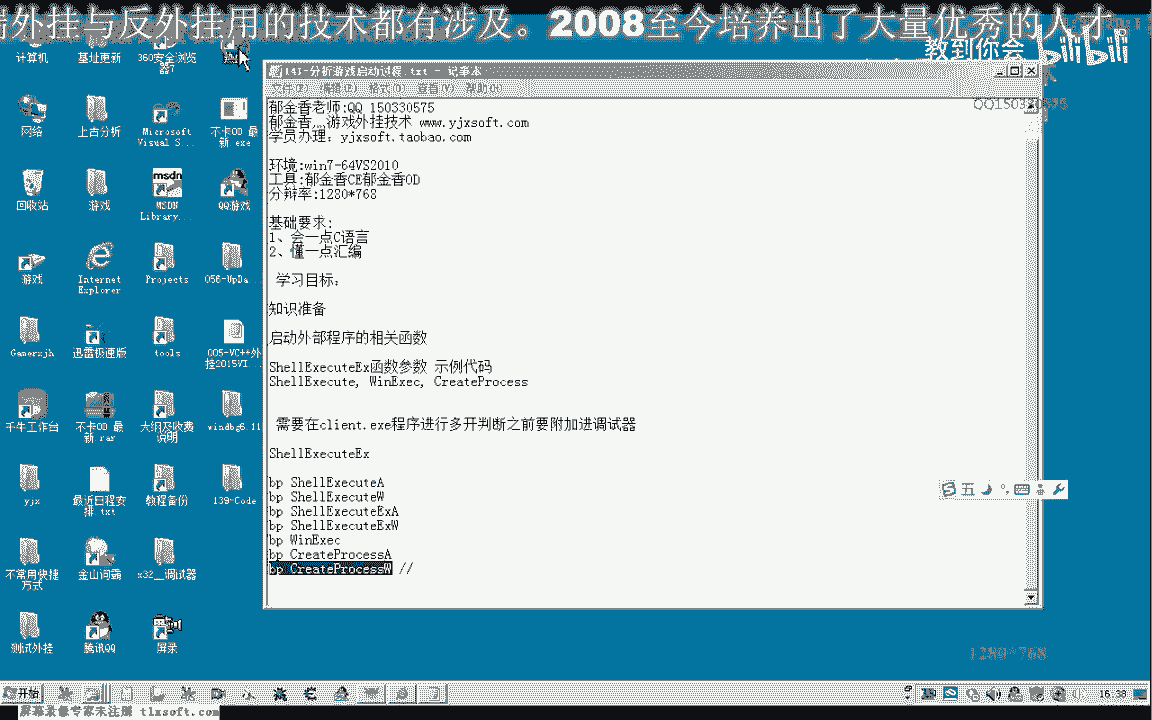 外挂与反外挂用的技术都有涉及。2008至今培养出了大量优秀的人才
教到你会
bilibili
QQ150330575
计算机
基址更新
360安全浏览器7
网络
上古分析
Microsoft Visual S...
不卡OD 最新.exe
回收站
游戏
MSDN Library...
QQ游戏
游戏
Internet Explorer
Projects
056-UpDa...
Gamerxjh
迅雷极速版
tools
005-VC++外挂2015VI...
千牛工作台
不卡OD 最新.rar
大纲及收费说明
windbg6.11
yjx
最近日程安排.txt
教程备份
139-Code
不常用快捷方式
金山词霸
x32__调试器
测试外挂
腾讯QQ
屏录
143-分析游戏启动过程.txt - 记事本
文件(F) 编辑(E) 格式(O) 查看(V) 帮助(H)
郁金香老师:QQ 150330575
郁金香灬游戏外挂技术 www.yjxsoft.com
学员办理：yjxsoft.taobao.com
环境:win7-64VS2010
工具:郁金香CE郁金香OD
分辩率:1280*768
基础要求:
1、会一点C语言
2、懂一点汇编
学习目标：
知识准备
启动外部程序的相关函数
ShellExecuteEx函数参数 示例代码
ShellExecute, WinExec, CreateProcess
需要在client.exe程序进行多开判断之前要附加进调试器
ShellExecuteEx
bp ShellExecuteA
bp ShellExecuteW
bp ShellExecuteExA
bp ShellExecuteExW
bp WinExec
bp CreateProcessA
bp CreateProcessW //
五
1280*768
开始
16:38
屏幕录像专家未注册 tlxsoft.com